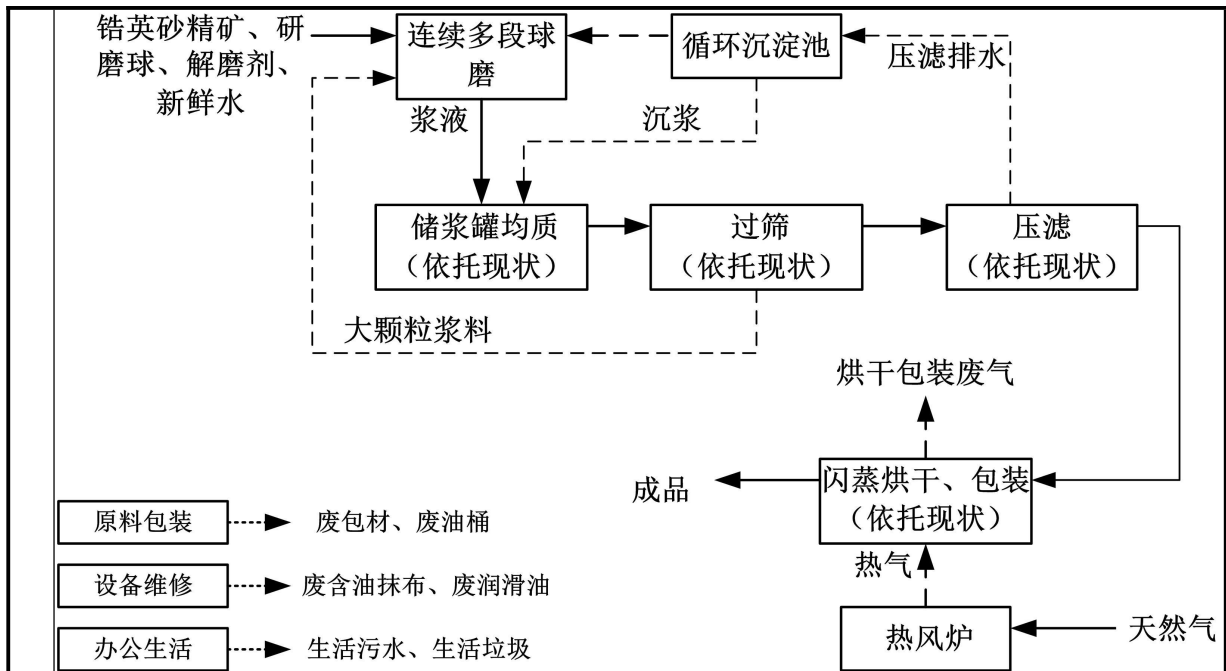 锆英砂精矿、研
磨球、解磨剂、
新鲜水
连续多段球
磨
循环沉淀池
压滤排水
浆液
沉浆
储浆罐均质
（依托现状）
过筛
（依托现状）
压滤
（依托现状）
大颗粒浆料
烘干包装废气
成品
闪蒸烘干、包装
（依托现状）
热气
热风炉
天然气
原料包装
废包材、废油桶
设备维修
废含油抹布、废润滑油
办公生活
生活污水、生活垃圾